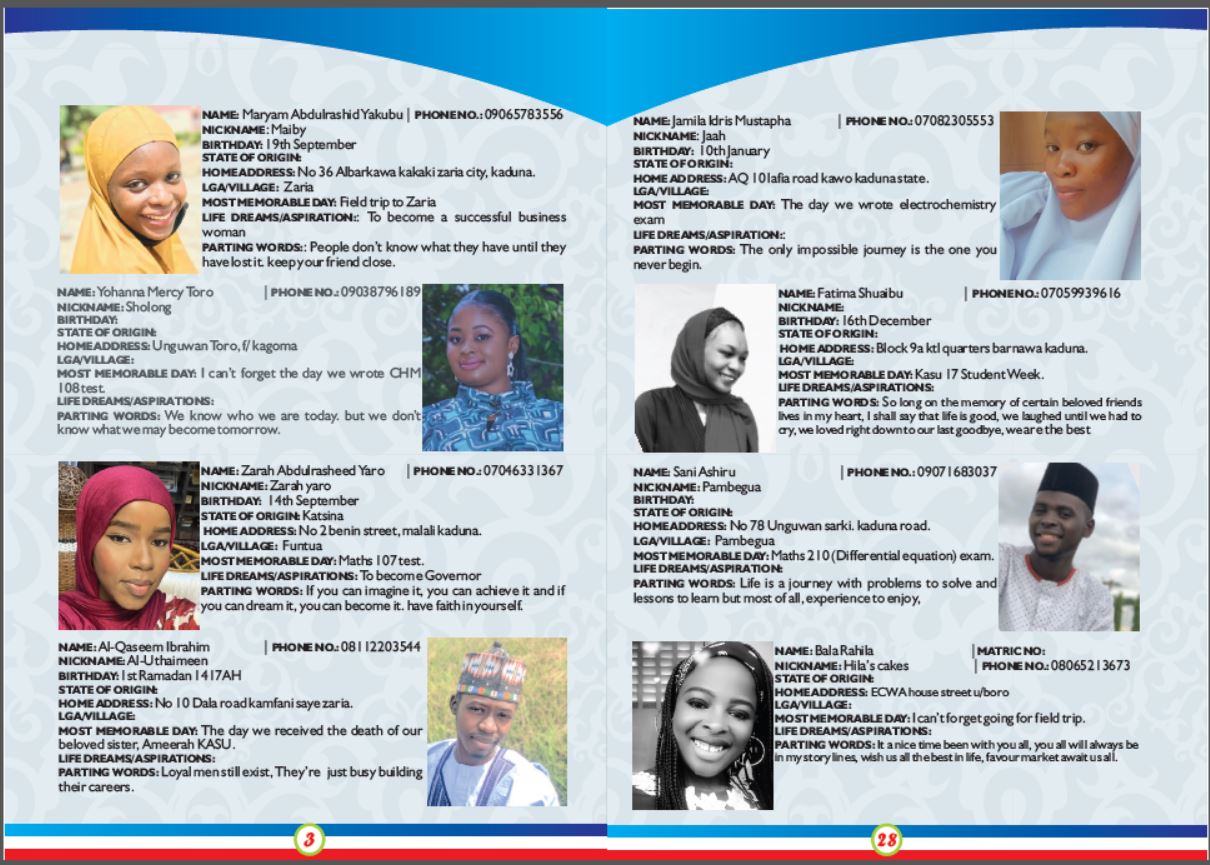 NAME: Maryam Abdulrashid Yakubu | PHONE NO.: 09065783556
NICKNAME: Maiby
BIRTHDAY: 19th September
STATE OF ORIGIN:
HOME ADDRESS: No 36 Albarkawa kakaki zaria city, kaduna.
LGA/VILLAGE: Zaria
MOST MEMORABLE DAY: Field trip to Zaria
LIFE DREAMS/ASPIRATION:: To become a successful business
woman
PARTING WORDS:: People don't know what they have until they
have lost it. keep your friend close.
NAME: Yohanna Mercy Toro | PHONE NO.: 09038796189
NICKNAME: Sholong
BIRTHDAY:
STATE OF ORIGIN:
HOME ADDRESS: Unguwan Toro, f/ kagoma
LGA/VILLAGE:
MOST MEMORABLE DAY: I can't forget the day we wrote CHM
108 test.
LIFE DREAMS/ASPIRATIONS:
PARTING WORDS: We know who we are today. but we don't
know what we may become tomorrow.
NAME: Zarah Abdulrasheed Yaro | PHONE NO.: 07046331367
NICKNAME: Zarah yaro
BIRTHDAY: 14th September
STATE OF ORIGIN: Katsina
HOME ADDRESS: No 2 benin street, malali kaduna.
LGA/VILLAGE: Funtua
MOST MEMORABLE DAY: Maths 107 test.
LIFE DREAMS/ASPIRATIONS: To become Governor
PARTING WORDS: If you can imagine it, you can achieve it and if
you can dream it, you can become it. have faith in yourself.
NAME: Al-Qaseem Ibrahim | PHONE NO.: 08112203544
NICKNAME: Al-Uthaimeen
BIRTHDAY: 1st Ramadan 1417AH
STATE OF ORIGIN:
HOME ADDRESS: No 10 Dala road kamfani saye zaria.
LGA/VILLAGE:
MOST MEMORABLE DAY: The day we received the death of our
beloved sister, Ameerah KASU.
LIFE DREAMS/ASPIRATIONS:
PARTING WORDS: Loyal men still exist, They're just busy building
their careers.
3
NAME: Jamila Idris Mustapha | PHONE NO.: 07082305553
NICKNAME: Jaah
BIRTHDAY: 10th January
STATE OF ORIGIN:
HOME ADDRESS: AQ 10 lafia road kawo kaduna state.
LGA/VILLAGE:
MOST MEMORABLE DAY: The day we wrote electrochemistry
exam
LIFE DREAMS/ASPIRATION::
PARTING WORDS: The only impossible journey is the one you
never begin.
NAME: Fatima Shuaibu | PHONE NO.: 07059939616
NICKNAME:
BIRTHDAY: 16th December
STATE OF ORIGIN:
HOME ADDRESS: Block 9a ktl quarters barnawa kaduna.
LGA/VILLAGE:
MOST MEMORABLE DAY: Kasu 17 Student Week.
LIFE DREAMS/ASPIRATIONS:
PARTING WORDS: So long on the memory of certain beloved friends
lives in my heart, I shall say that life is good, we laughed until we had to
cry, we loved right down to our last goodbye, we are the best
NAME: Sani Ashiru | PHONE NO.: 09071683037
NICKNAME: Pambegua
BIRTHDAY:
STATE OF ORIGIN:
HOME ADDRESS: No 78 Unguwan sarki. kaduna road.
LGA/VILLAGE: Pambegua
MOST MEMORABLE DAY: Maths 210 (Differential equation) exam.
LIFE DREAMS/ASPIRATION:
PARTING WORDS: Life is a journey with problems to solve and
lessons to learn but most of all, experience to enjoy,
NAME: Bala Rahila | MATRIC NO:
NICKNAME: Hila's cakes | PHONE NO.: 08065213673
STATE OF ORIGIN:
HOME ADDRESS: ECWA house street u/boro
LGA/VILLAGE:
MOST MEMORABLE DAY: I can't forget going for field trip.
LIFE DREAMS/ASPIRATIONS:
PARTING WORDS: It a nice time been with you all, you all will always be
in my story lines, wish us all the best in life, favour market await us all.
28